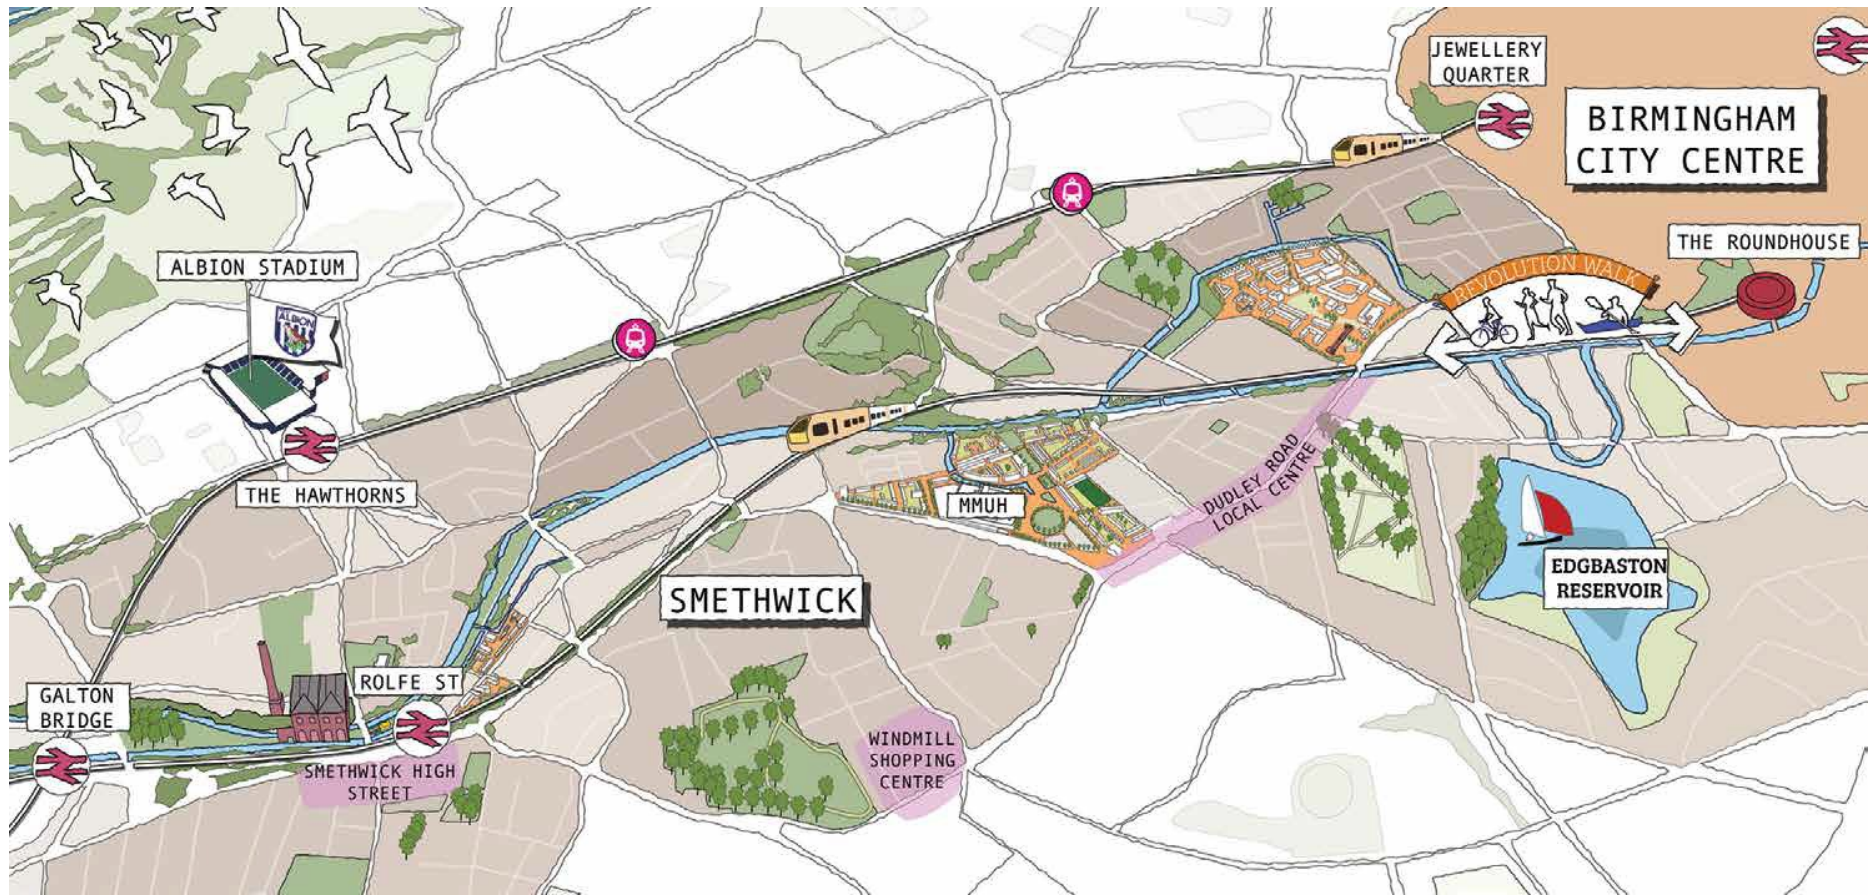 JEWELLERY
QUARTER
BIRMINGHAM
CITY CENTRE
THE ROUNDHOUSE
ALBION STADIUM
REVOLUTION WALK
ALBION
THE HAWTHORNS
DUDLEY ROAD
LOCAL CENTRE
MMUH
EDGBASTON
RESERVOIR
SMETHWICK
ROLFE ST
GALTON
BRIDGE
WINDMILL
SHOPPING
CENTRE
SMETHWICK HIGH
STREET